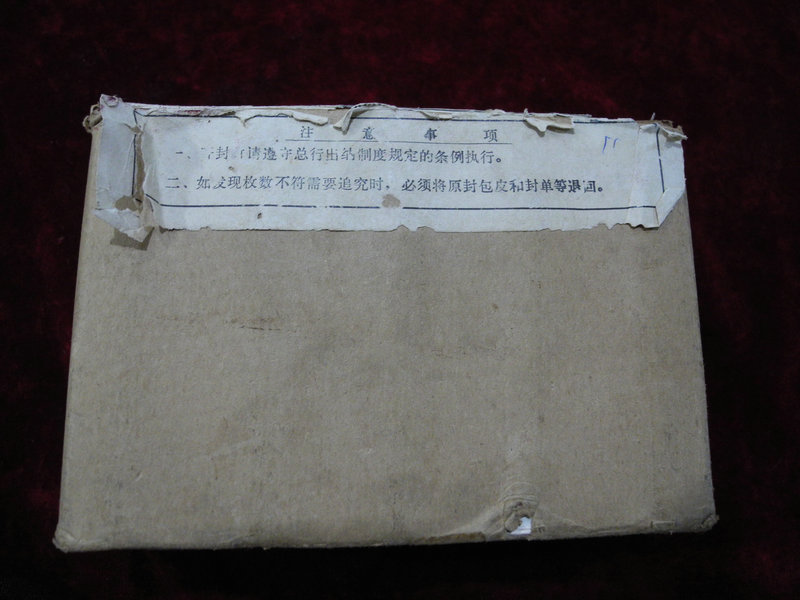 注意事项
一、封请遵守总行出纳制度规定的条例执行。
二、如发现枚数不符需要追究时，必须将原封包皮和封单等退回。